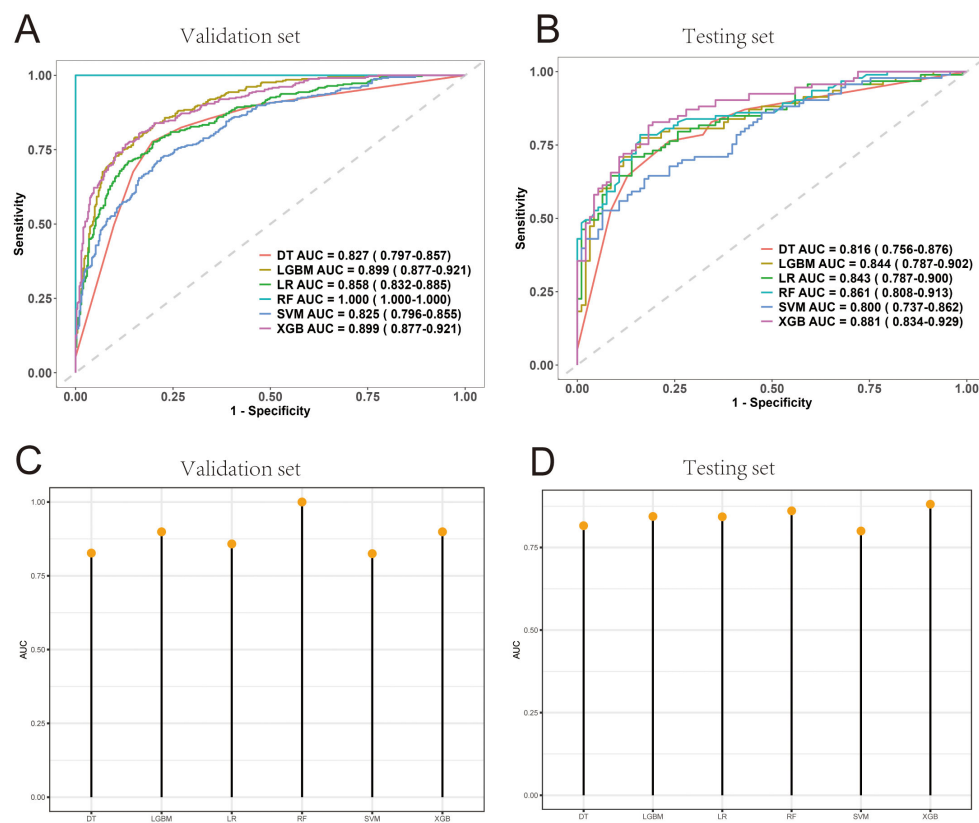 A
Validation set
1.00
0.75
0.50
0.25
0.00
Sensitivity
DT AUC = 0.827 ( 0.797-0.857)
LGBM AUC = 0.899 ( 0.877-0.921)
LR AUC = 0.858 ( 0.832-0.885)
RF AUC = 1.000 ( 1.000-1.000)
SVM AUC = 0.825 ( 0.796-0.855)
XGB AUC = 0.899 ( 0.877-0.921)
0.00 0.25 0.50 0.75 1.00
1 - Specificity
B
Testing set
1.00
0.75
0.50
0.25
0.00
Sensitivity
DT AUC = 0.816 ( 0.756-0.876)
LGBM AUC = 0.844 ( 0.787-0.902)
LR AUC = 0.843 ( 0.787-0.900)
RF AUC = 0.861 ( 0.808-0.913)
SVM AUC = 0.800 ( 0.737-0.862)
XGB AUC = 0.881 ( 0.834-0.929)
0.00 0.25 0.50 0.75 1.00
1 - Specificity
C
Validation set
1.00
0.75
0.50
0.25
0.00
AUC
DT LGBM LR RF SVM XGB
D
Testing set
0.75
0.50
0.25
0.00
AUC
DT LGBM LR RF SVM XGB